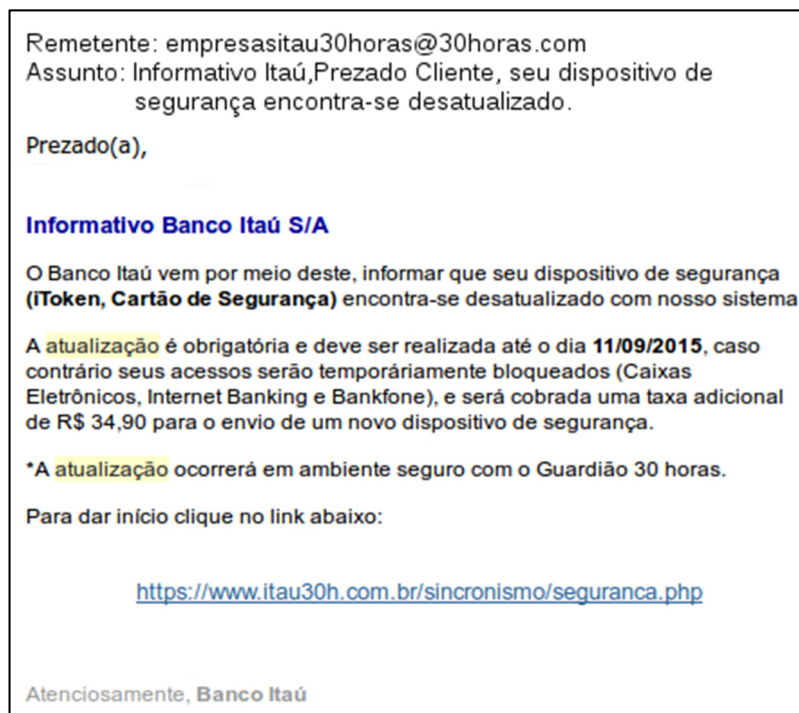 Remetente: empresasitau30horas@30horas.com
Assunto: Informativo Itaú,Prezado Cliente, seu dispositivo de
segurança encontra-se desatualizado.
Prezado(a),
Informativo Banco Itaú S/A
O Banco Itaú vem por meio deste, informar que seu dispositivo de segurança
(iToken, Cartão de Segurança) encontra-se desatualizado com nosso sistema
A atualização é obrigatória e deve ser realizada até o dia 11/09/2015, caso
contrário seus acessos serão temporáriamente bloqueados (Caixas
Eletrônicos, Internet Banking e Bankfone), e será cobrada uma taxa adicional
de R$ 34,90 para o envio de um novo dispositivo de segurança.
*A atualização ocorrerá em ambiente seguro com o Guardião 30 horas.
Para dar início clique no link abaixo:
https://www.itau30h.com.br/sincronismo/seguranca.php
Atenciosamente, Banco Itaú